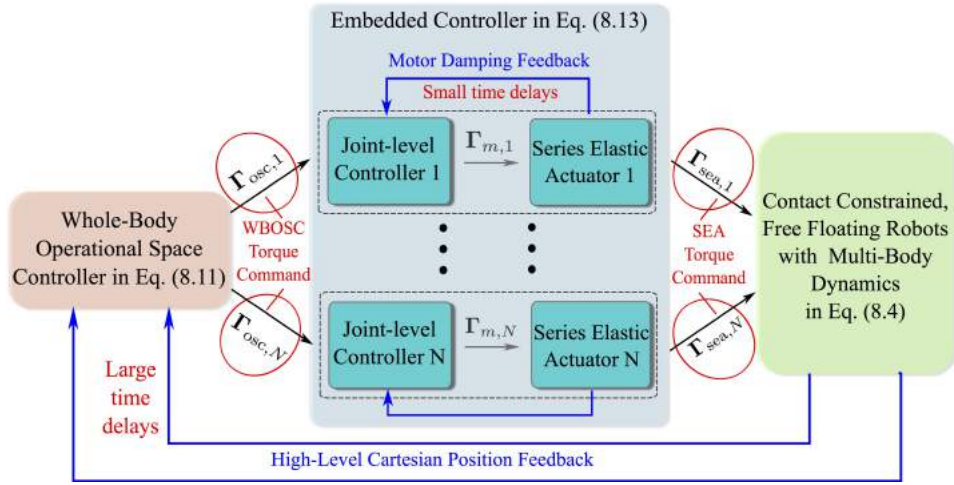 Embedded Controller in Eq. (8.13)
Motor Damping Feedback
Small time delays
Joint-level
Controller 1
Γm,1
Series Elastic
Actuator 1
Γosc,1
Γsea,1
Whole-Body
Operational Space
Controller in Eq. (8.11)
WBOSC
Torque
Command
SEA
Torque
Command
Contact Constrained,
Free Floating Robots
with Multi-Body
Dynamics
in Eq. (8.4)
Γosc,N
Γsea,N
Joint-level
Controller N
Γm,N
Series Elastic
Actuator N
Large
time
delays
High-Level Cartesian Position Feedback